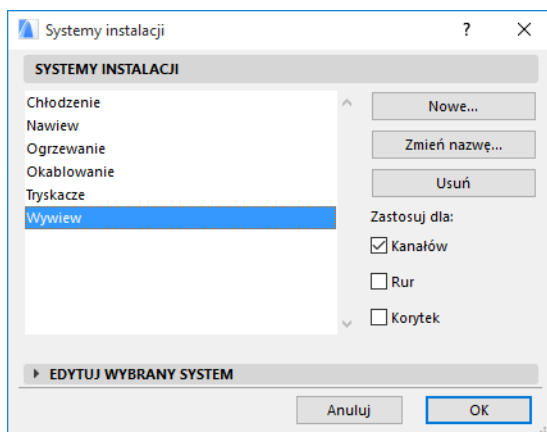 Systemy instalacji
SYSTEMY INSTALACJI
Chłodzenie
Nawiew
Ogrzewanie
Okablowanie
Tryskacze
Wywiew
Nowe...
Zmień nazwę...
Usuń
Zastosuj dla:
Kanałów
Rur
Korytek
EDYTUJ WYBRANY SYSTEM
Anuluj
OK